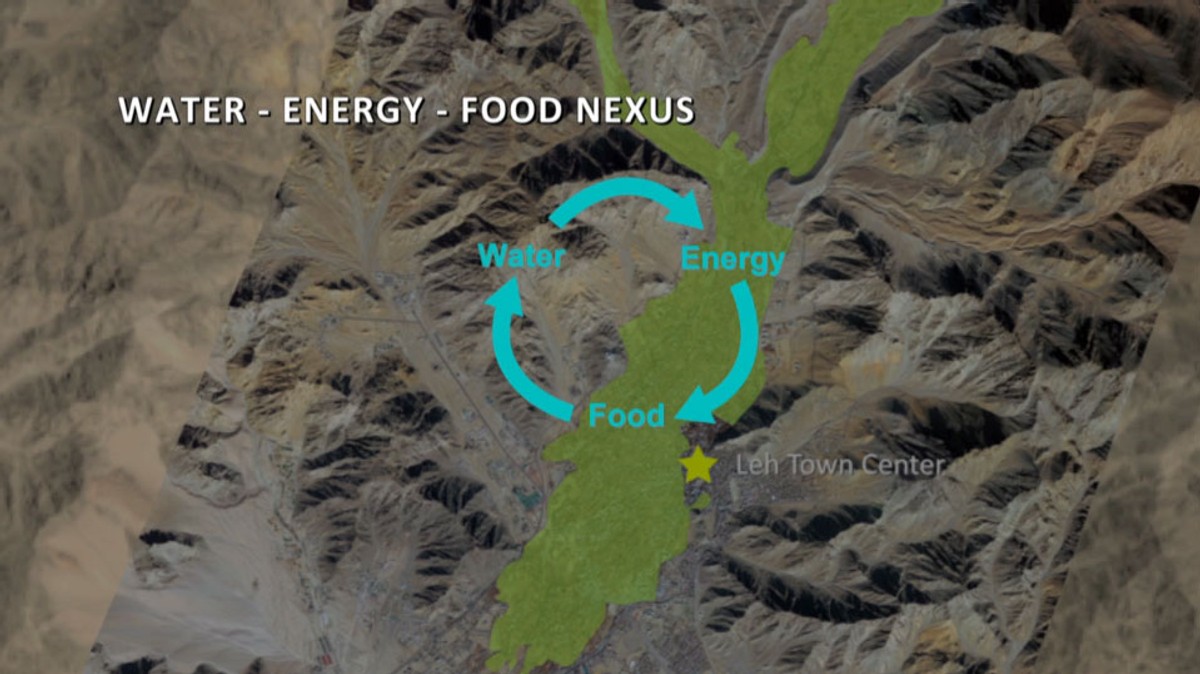 WATER - ENERGY - FOOD NEXUS
Water
Energy
Food
Leh Town Center